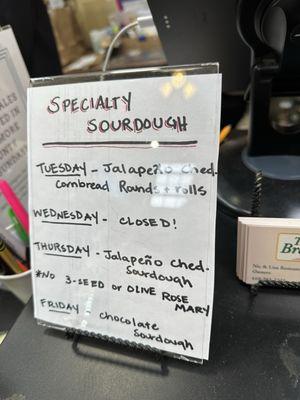 SPECIALTY
SOURDOUGH
TUESDAY - Jalapeño Ched.
Cornbread Rounds + rolls
WEDNESDAY - CLOSED!
THURSDAY - Jalapeño Ched.
Sourdough
*No 3-SEED or OLIVE ROSE
MARY
FRIDAY chocolate
Sourdough